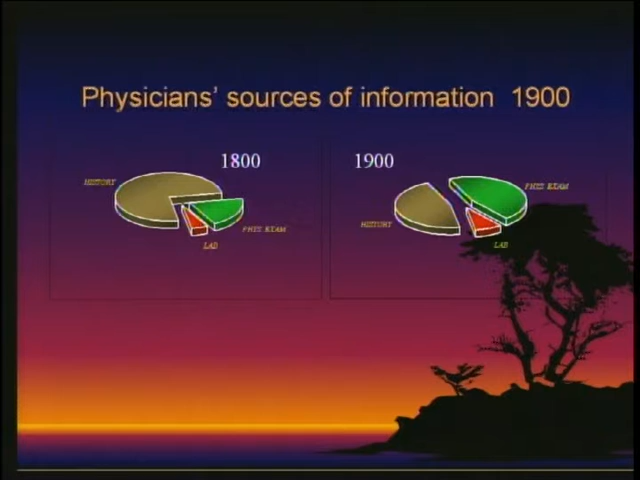 Physicians' sources of information 1900
1800
HISTORY
PHYS EXAM
LAB
1900
PHYS EXAM
HISTORY
LAB